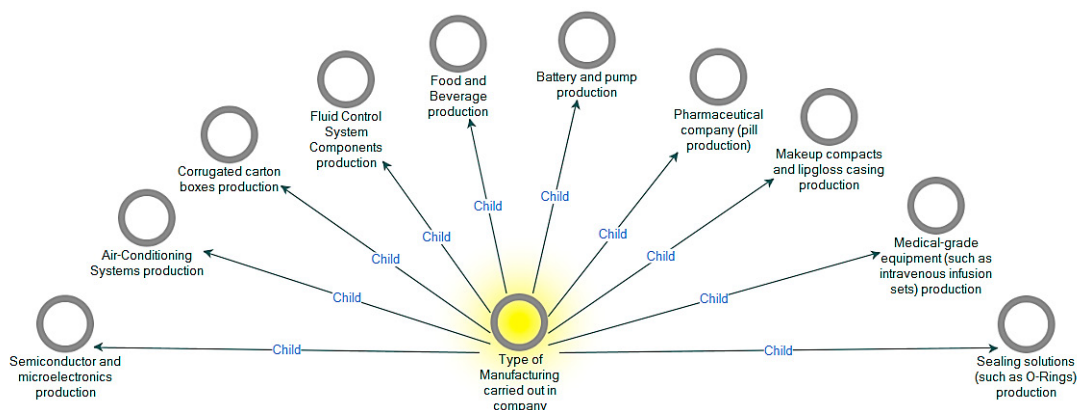 Food and
Beverage
production
Battery and pump
production
Fluid Control
System
Components
production
Pharmaceutical
company (pill
production)
Corrugated carton
boxes production
Makeup compacts
and lipgloss casing
production
Air-Conditioning
Systems production
Medical-grade
equipment (such as
intravenous infusion
sets) production
Child
Child
Child
Child
Child
Child
Child
Child
Child
Child
Semiconductor and
microelectronics
production
Type of
Manufacturing
carried out in
company
Sealing solutions
(such as O-Rings)
production